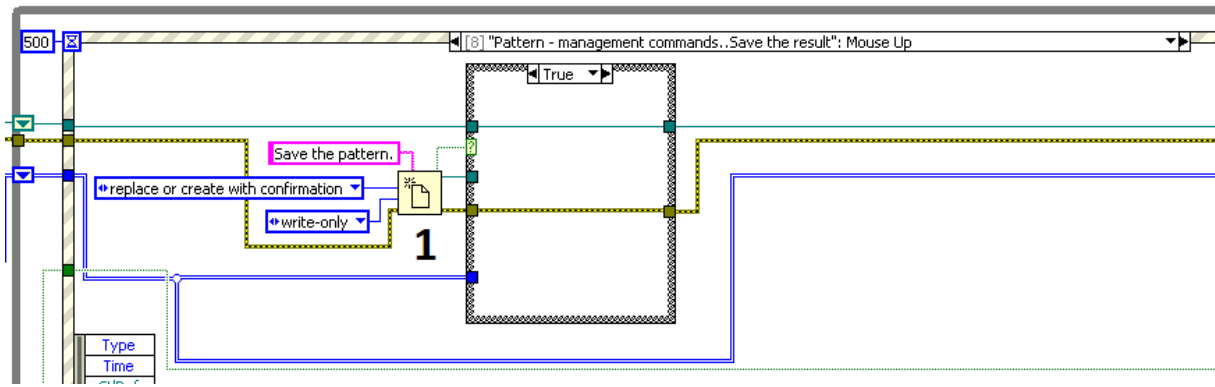 500
[8] "Pattern - management commands..Save the result": Mouse Up
True
?
Save the pattern.
replace or create with confirmation
write-only
1
Type
Time